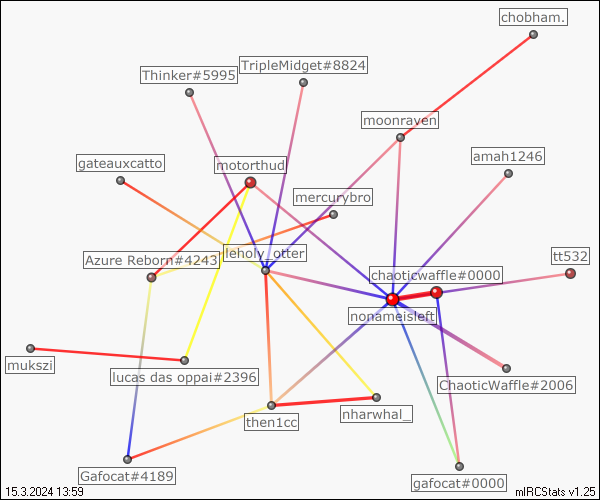 chobham.
TripleMidget#8824
Thinker#5995
moonraven
amah1246
gateauxcatto
motorthud
mercurybro
leholy_otter
Azure Reborn#4243
tt532
chaoticwaffle#0000
nonameisleft
mukszi
lucas das oppai#2396
ChaoticWaffle#2006
nharwhal_
then1cc
Gafocat#4189
gafocat#0000
15.3.2024 13:59
mIRCStats v1.25